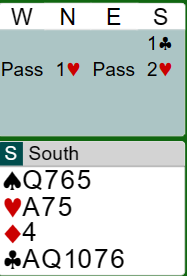 W N E S
1♣
Pass 1♥ Pass 2♥
S South
♠Q765
♥A75
♦4
♣AQ1076